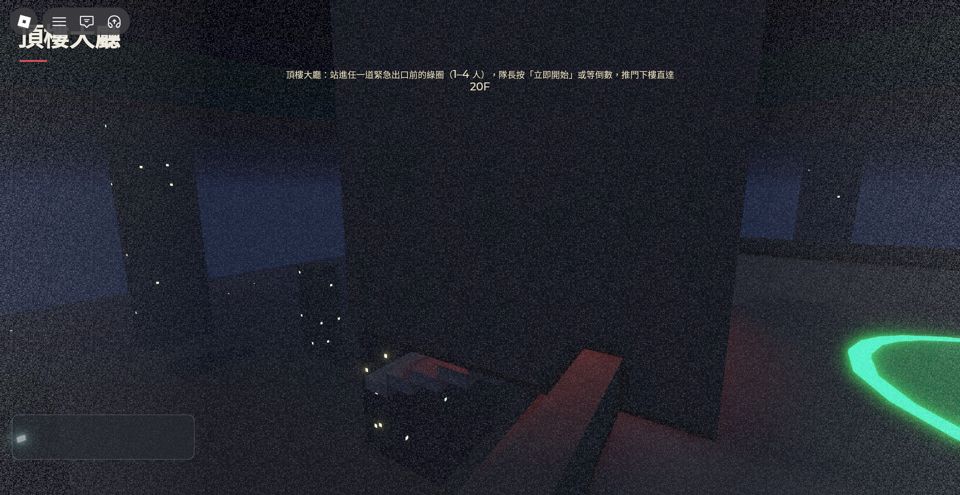 頂樓大廳
頂樓大廳：站進任一道緊急出口前的綠圈（1–4 人），隊長按「立即開始」或等倒數，推門下樓直達
20F